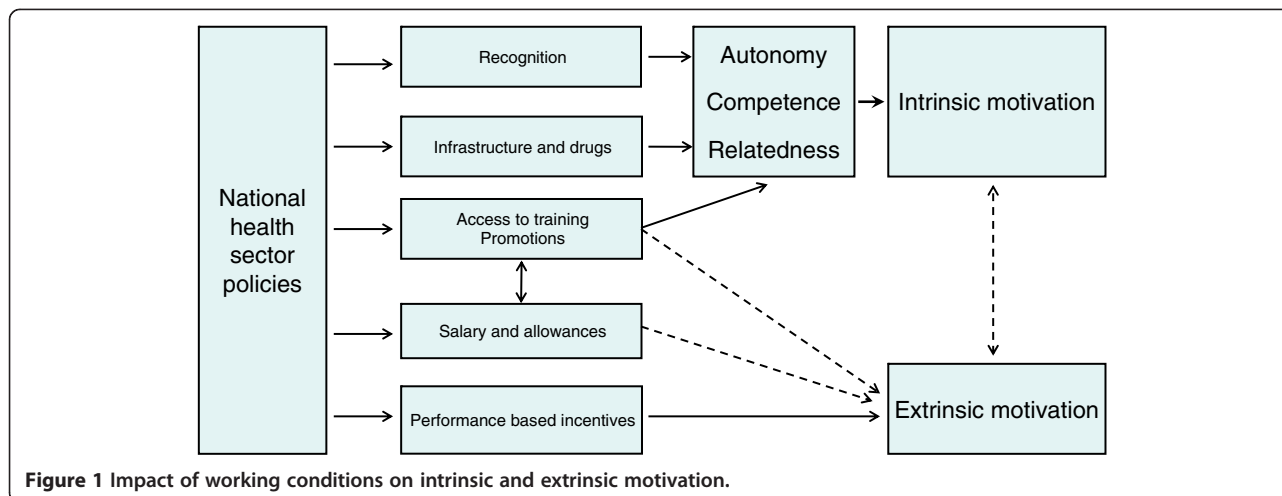 National
health
sector
policies
Recognition
Infrastructure and drugs
Access to training
Promotions
Salary and allowances
Performance based incentives
Autonomy
Competence
Relatedness
Intrinsic motivation
Extrinsic motivation
Figure 1 Impact of working conditions on intrinsic and extrinsic motivation.